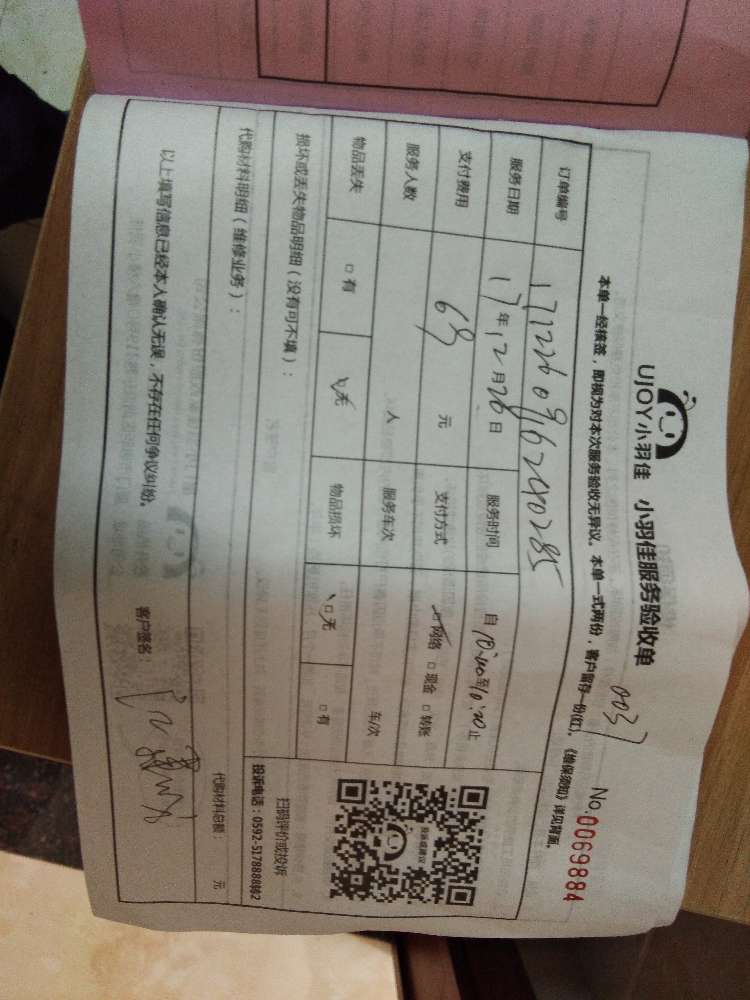 UJOY小羽佳 小羽佳服务验收单
0037
No.0069884
本单一经核签，即视为对本次服务验收无异议。本单一式两份，客户留存一份(红)。《维保须知》详见背面。
订单编号
服务日期 17年12月26日 服务时间 自10:00至10:20止
支付费用 元 支付方式 □网络 □现金 □转账
服务人数 人 服务车次 车/次
物品丢失 □有 □无 物品损坏 □无 □有
损坏或丢失物品明细（没有可不填）：
投诉或建议
扫码评价或投诉
投诉电话：0592-5178888转2
代购材料明细（维修业务）：
代购材料总额： 元
以上填写信息已经本人确认无误，不存在任何争议纠纷。 客户签名：